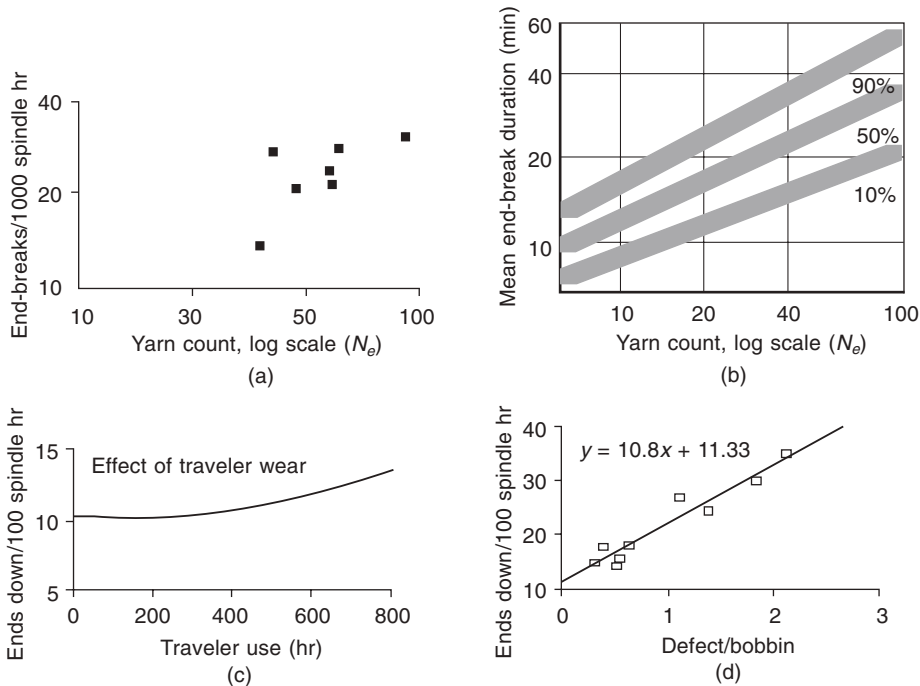 End-breaks/1000 spindle hr
40
20
10
10 30 50 100
Yarn count, log scale (Ne)
(a)
Mean end-break duration (min)
60
40
20
10
90%
50%
10%
10 20 40 100
Yarn count, log scale (Ne)
(b)
Ends down/100 spindle hr
15
10
5
Effect of traveler wear
0 200 400 600 800
Traveler use (hr)
(c)
Ends down/100 spindle hr
40
30
20
10
y = 10.8x + 11.33
0 1 2 3
Defect/bobbin
(d)